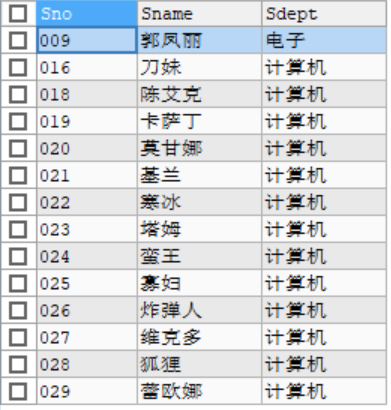 Sno Sname Sdept
009 郭凤丽 电子
016 刀妹 计算机
018 陈艾克 计算机
019 卡萨丁 计算机
020 莫甘娜 计算机
021 基兰 计算机
022 寒冰 计算机
023 塔姆 计算机
024 蛮王 计算机
025 寡妇 计算机
026 炸弹人 计算机
027 维克多 计算机
028 狐狸 计算机
029 蕾欧娜 计算机